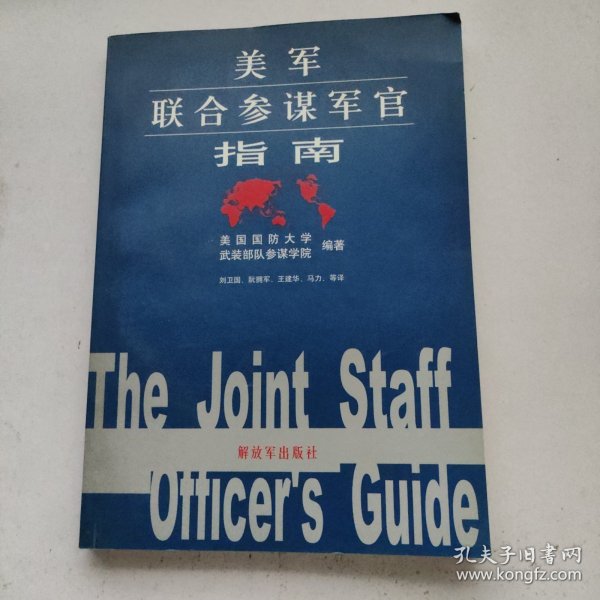 美军
联合参谋军官
指南
美国国防大学
武装部队参谋学院
编著
刘卫国、阮拥军、王建华、马力、等译
The Joint Staff
解放军出版社
Officer's Guide
孔夫子旧书网
www.kongfz.com